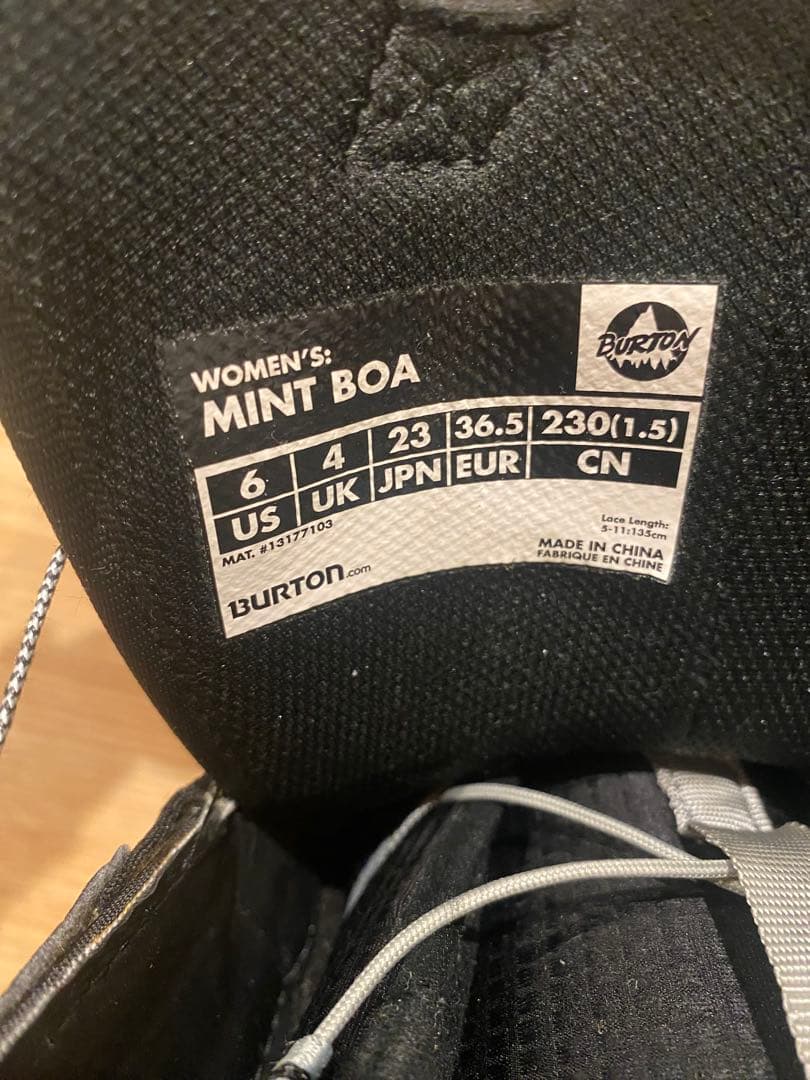 WOMEN'S:
MINT BOA
BURTON
6 4 23 36.5 230(1.5)
US UK JPN EUR CN
MAT. #13177103
Lace Length:
5-11:135cm
MADE IN CHINA
FABRIQUE EN CHINE
BURTON.com